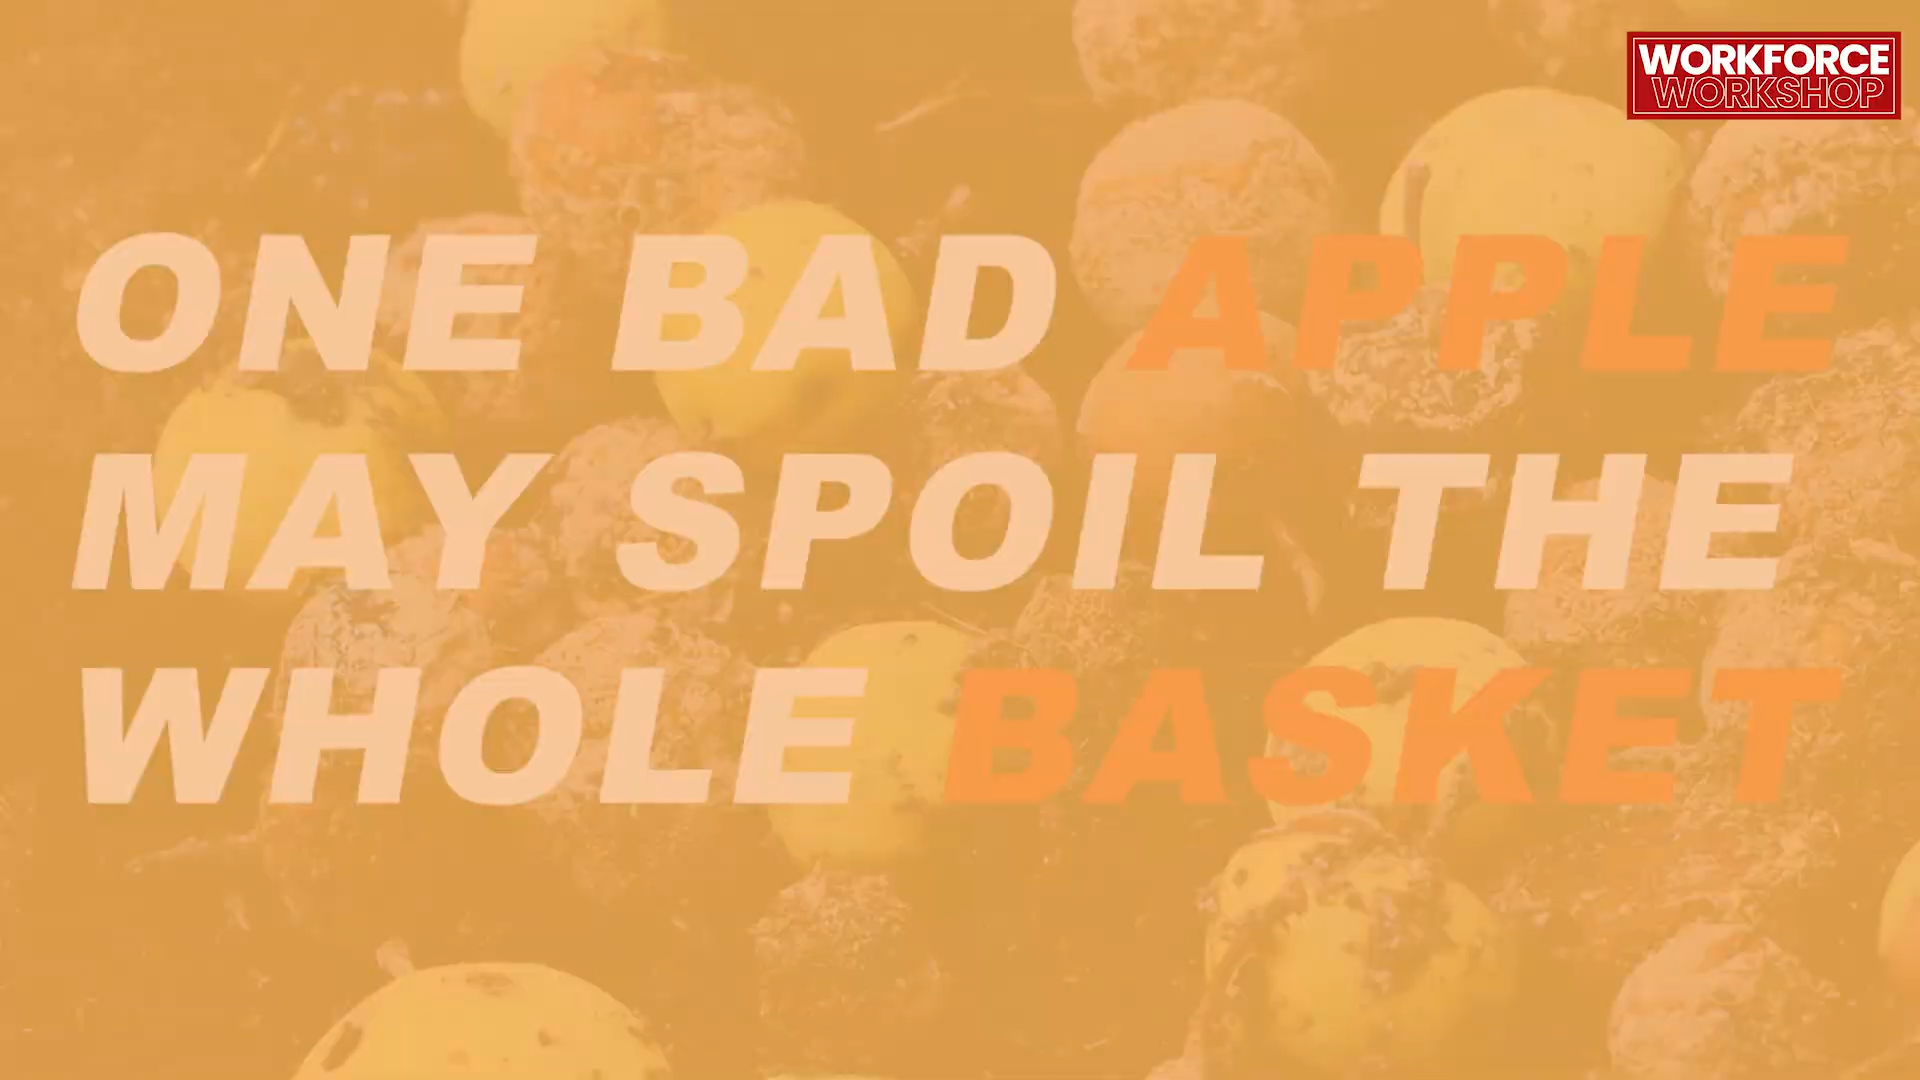 WORKFORCE
WORKSHOP
ONE BAD APPLE
MAY SPOIL THE
WHOLE BASKET